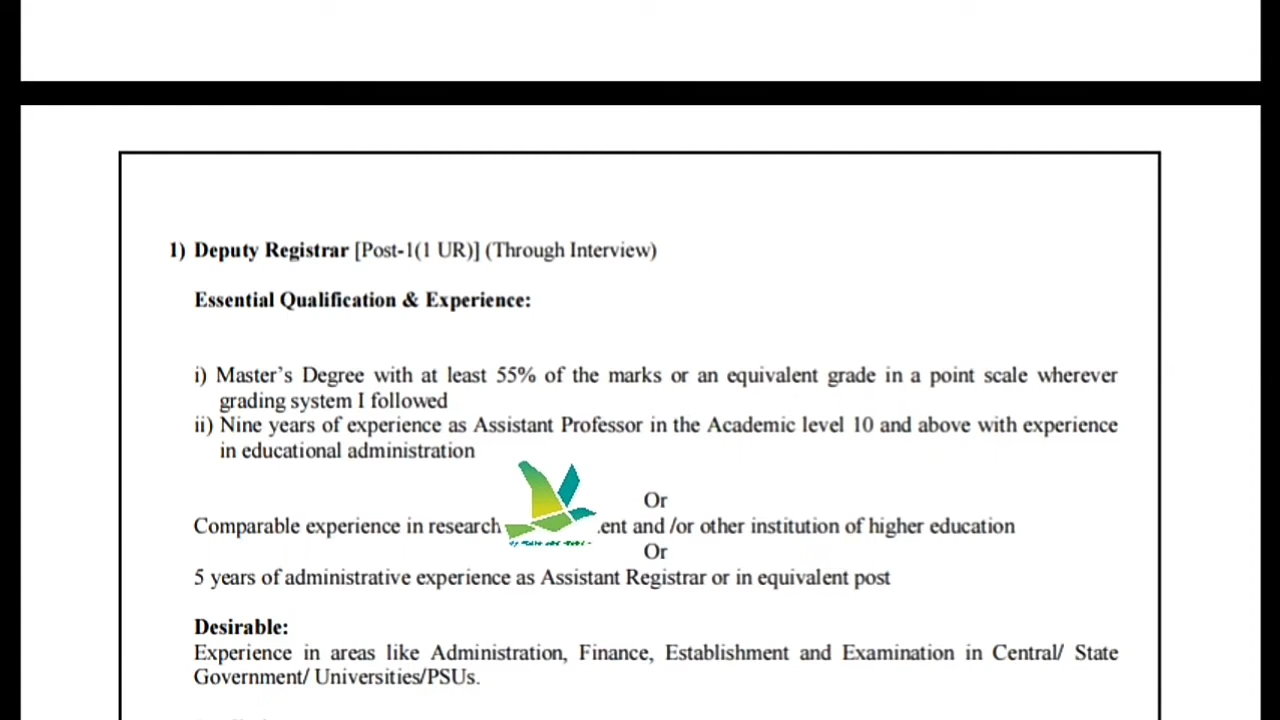 1) Deputy Registrar [Post-1(1 UR)] (Through Interview)
Essential Qualification & Experience:
i) Master’s Degree with at least 55% of the marks or an equivalent grade in a point scale wherever
grading system I followed
ii) Nine years of experience as Assistant Professor in the Academic level 10 and above with experience
in educational administration
Or
Comparable experience in research ent and /or other institution of higher education
Or
5 years of administrative experience as Assistant Registrar or in equivalent post
Desirable:
Experience in areas like Administration, Finance, Establishment and Examination in Central/ State
Government/ Universities/PSUs.